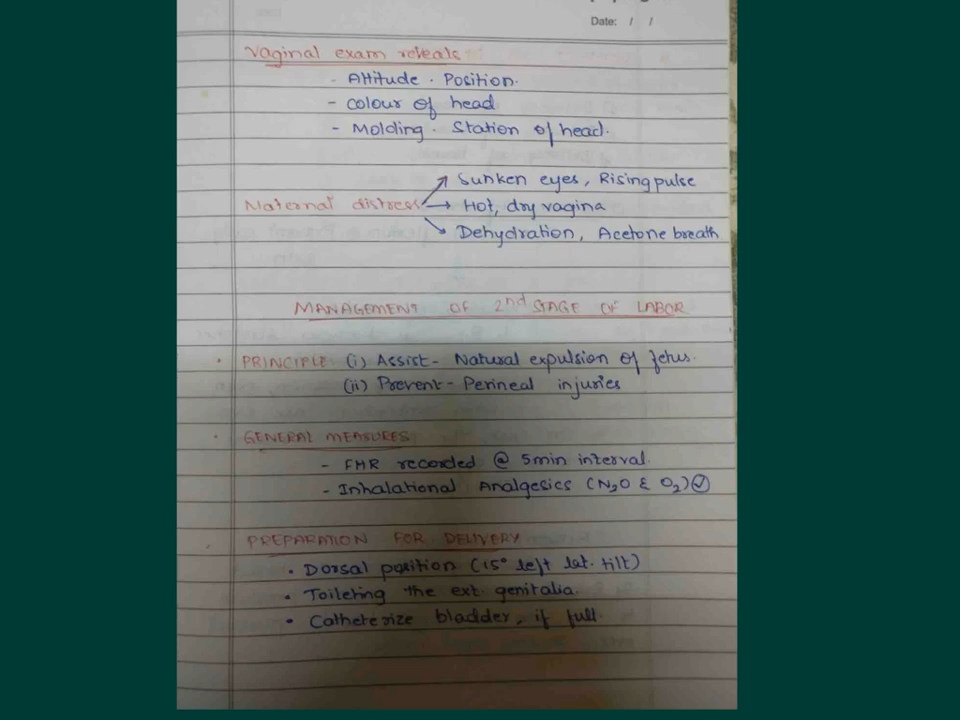 Date: / /
Vaginal exam reveals
- Attitude · Position.
- Colour of head
- Molding · Station of head.
Sunken eyes, Rising pulse
Maternal distress → Hot, dry vagina
Dehydration, Acetone breath
MANAGEMENT OF 2nd STAGE OF LABOR
• PRINCIPLE (i) Assist - Natural expulsion of fetus.
(ii) Prevent - Perineal injuries
• GENERAL MEASURES
- FHR recorded @ 5min interval.
- Inhalational Analgesics (N2O & O2) ✓
• PREPARATION FOR DELIVERY
• Dorsal position (15° left lat. tilt)
• Toileting the ext. genitalia.
• Catheterize bladder, if full.